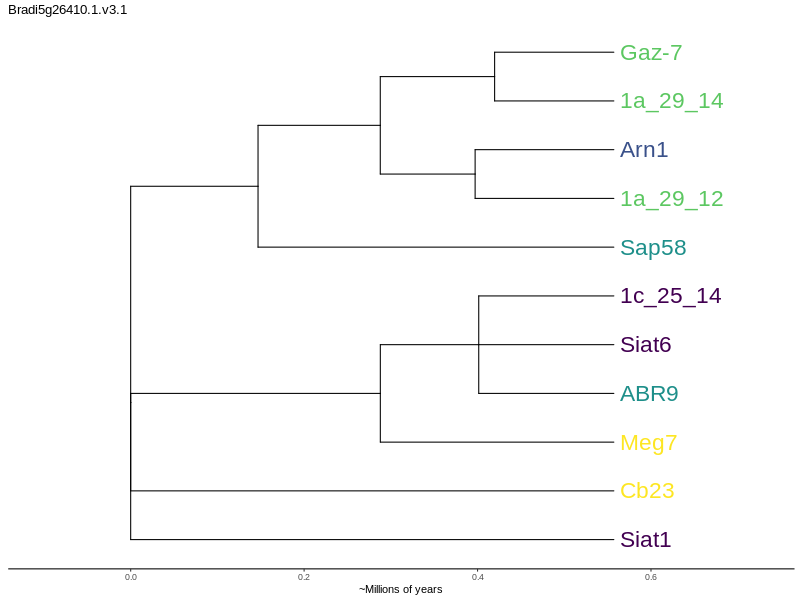 Bradi5g26410.1.v3.1
Gaz-7
1a_29_14
Arn1
1a_29_12
Sap58
1c_25_14
Siat6
ABR9
Meg7
Cb23
Siat1
0.0 0.2 0.4 0.6
~Millions of years